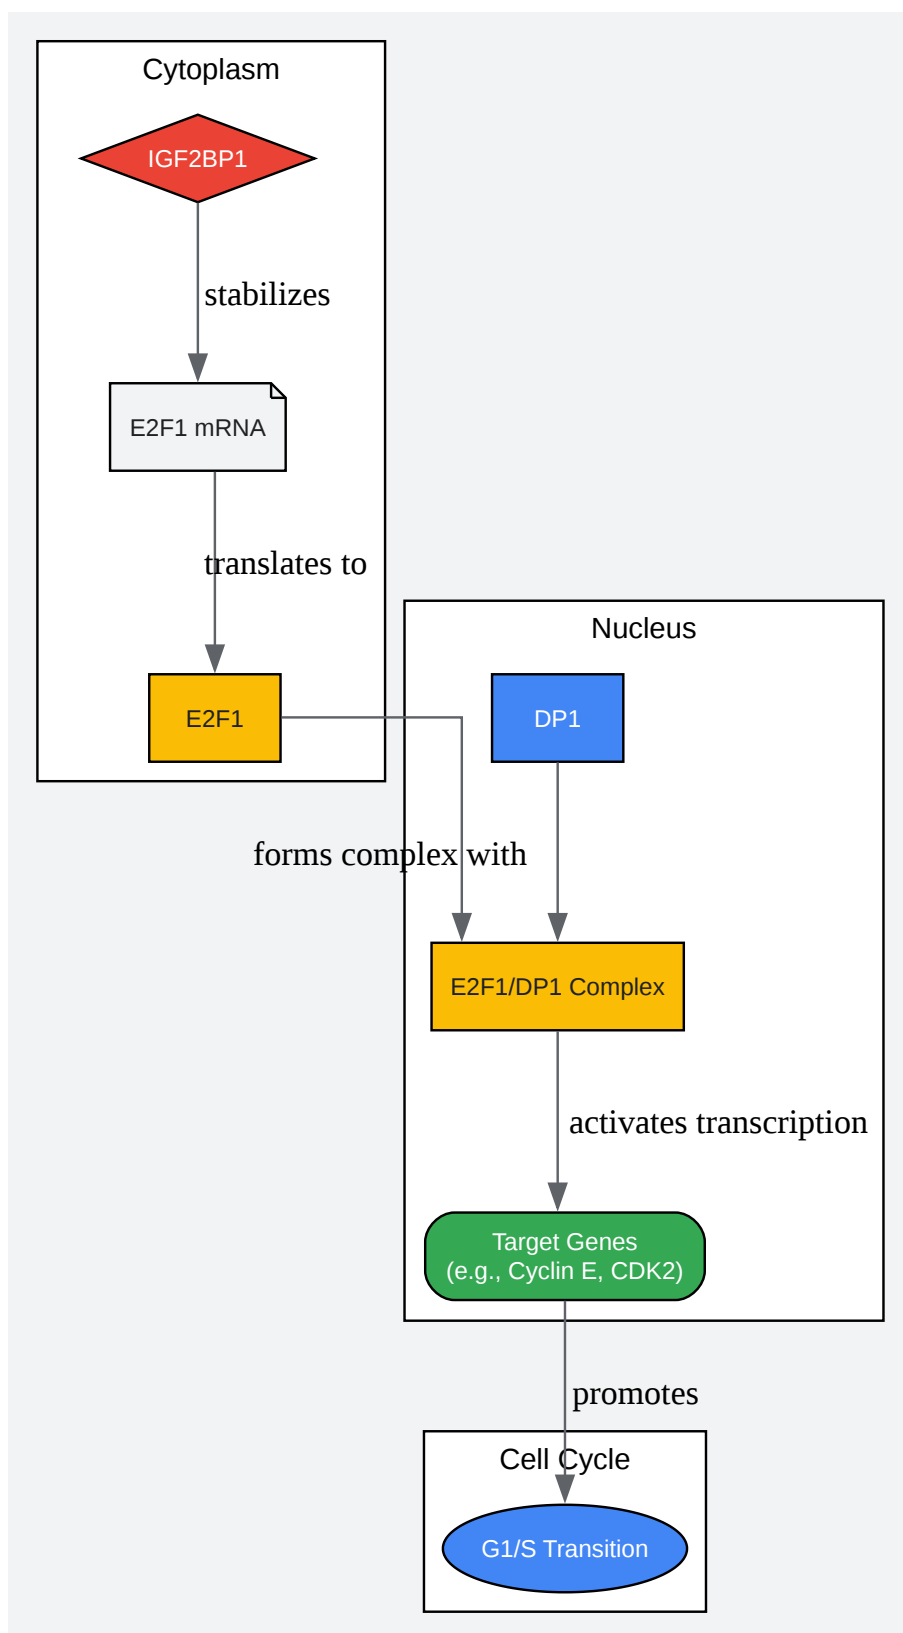 Cytoplasm
IGF2BP1
stabilizes
E2F1 mRNA
translates to
E2F1
Nucleus
DP1
forms complex with
E2F1/DP1 Complex
activates transcription
Target Genes
(e.g., Cyclin E, CDK2)
promotes
Cell Cycle
G1/S Transition